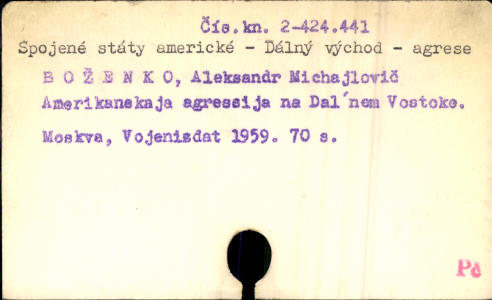 Čís.kn. 2-424.441
Spojené státy americké - Dálný východ - agrese
B O Ž E N K O, Aleksandr Michajlovič
Amerikanskaja agressija na Dal´nem Vostoke.
Moskva, Vojenizdat 1959. 70 s.
Pč